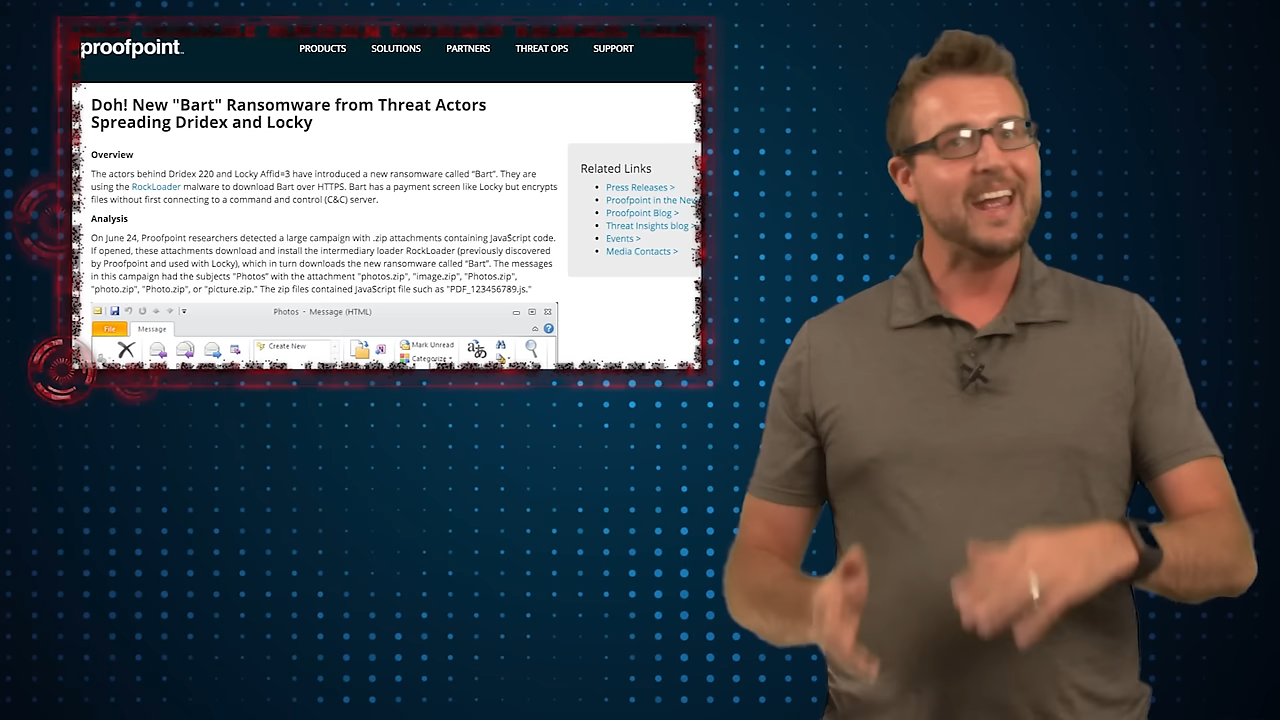 proofpoint
PRODUCTS SOLUTIONS PARTNERS THREAT OPS SUPPORT
Doh! New "Bart" Ransomware from Threat Actors
Spreading Dridex and Locky
Overview
The actors behind Dridex 220 and Locky Affid=3 have introduced a new ransomware called “Bart”. They are
using the RockLoader malware to download Bart over HTTPS. Bart has a payment screen like Locky but encrypts
files without first connecting to a command and control (C&C) server.
Analysis
On June 24, Proofpoint researchers detected a large campaign with .zip attachments containing JavaScript code.
If opened, these attachments download and install the intermediary loader RockLoader (previously discovered
by Proofpoint and used with Locky), which in turn downloads the new ransomware called "Bart". The messages
in this campaign had the subjects "Photos" with the attachment "photos.zip", "image.zip", "Photos.zip",
"photo.zip", "Photo.zip", or "picture.zip." The zip files contained JavaScript file such as "PDF_123456789.js."
Related Links
Press Releases >
Proofpoint in the New
Proofpoint Blog >
Threat Insights blog >
Events >
Media Contacts >
Photos - Message (HTML)
File Message
Create New
Mark Unread
Categorize